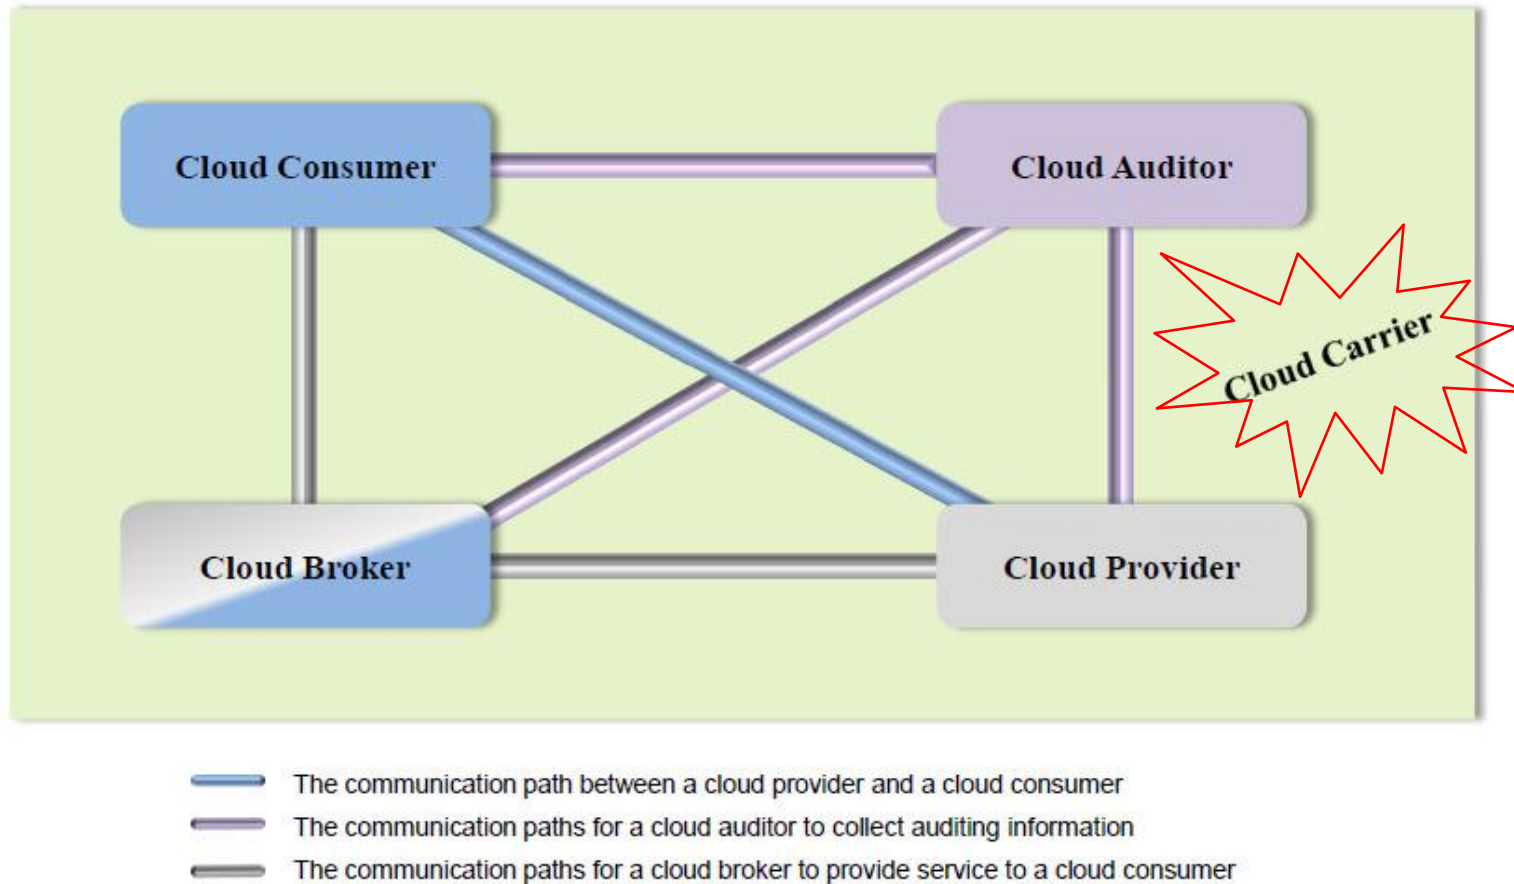 Cloud Consumer
Cloud Auditor
Cloud Carrier
Cloud Broker
Cloud Provider
The communication path between a cloud provider and a cloud consumer
The communication paths for a cloud auditor to collect auditing information
The communication paths for a cloud broker to provide service to a cloud consumer